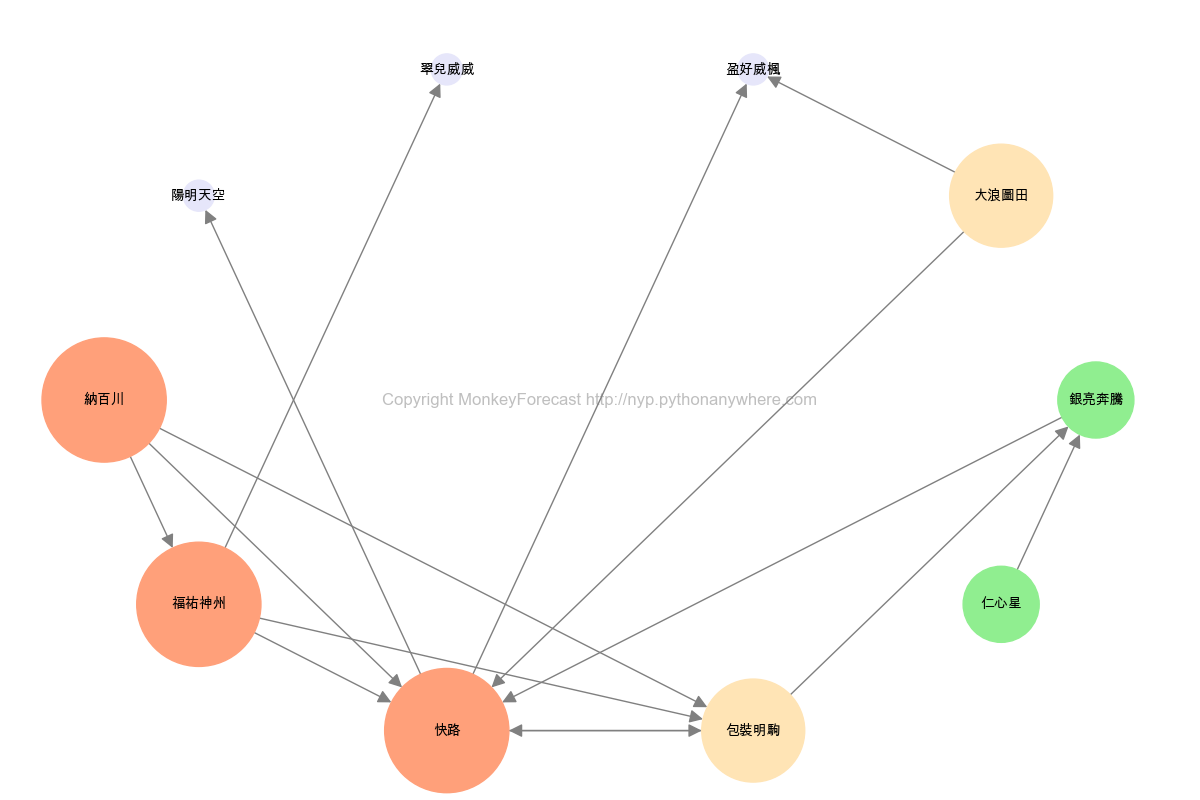 翠兒威威
盈好威楓
陽明天空
大浪圖田
納百川
Copyright MonkeyForecast http://nyp.pythonanywhere.com
銀亮奔騰
福祐神州
仁心星
快路
包裝明駒